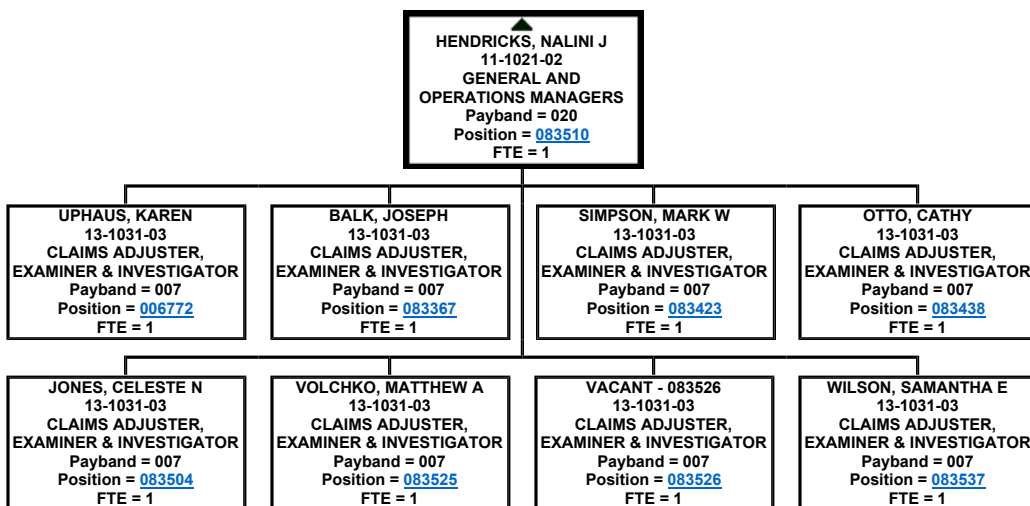 HENDRICKS, NALINI J
11-1021-02
GENERAL AND
OPERATIONS MANAGERS
Payband = 020
Position = 083510
FTE = 1
UPHAUS, KAREN
13-1031-03
CLAIMS ADJUSTER,
EXAMINER & INVESTIGATOR
Payband = 007
Position = 006772
FTE = 1
BALK, JOSEPH
13-1031-03
CLAIMS ADJUSTER,
EXAMINER & INVESTIGATOR
Payband = 007
Position = 083367
FTE = 1
SIMPSON, MARK W
13-1031-03
CLAIMS ADJUSTER,
EXAMINER & INVESTIGATOR
Payband = 007
Position = 083423
FTE = 1
OTTO, CATHY
13-1031-03
CLAIMS ADJUSTER,
EXAMINER & INVESTIGATOR
Payband = 007
Position = 083438
FTE = 1
JONES, CELESTE N
13-1031-03
CLAIMS ADJUSTER,
EXAMINER & INVESTIGATOR
Payband = 007
Position = 083504
FTE = 1
VOLCHKO, MATTHEW A
13-1031-03
CLAIMS ADJUSTER,
EXAMINER & INVESTIGATOR
Payband = 007
Position = 083525
FTE = 1
VACANT - 083526
13-1031-03
CLAIMS ADJUSTER,
EXAMINER & INVESTIGATOR
Payband = 007
Position = 083526
FTE = 1
WILSON, SAMANTHA E
13-1031-03
CLAIMS ADJUSTER,
EXAMINER & INVESTIGATOR
Payband = 007
Position = 083537
FTE = 1